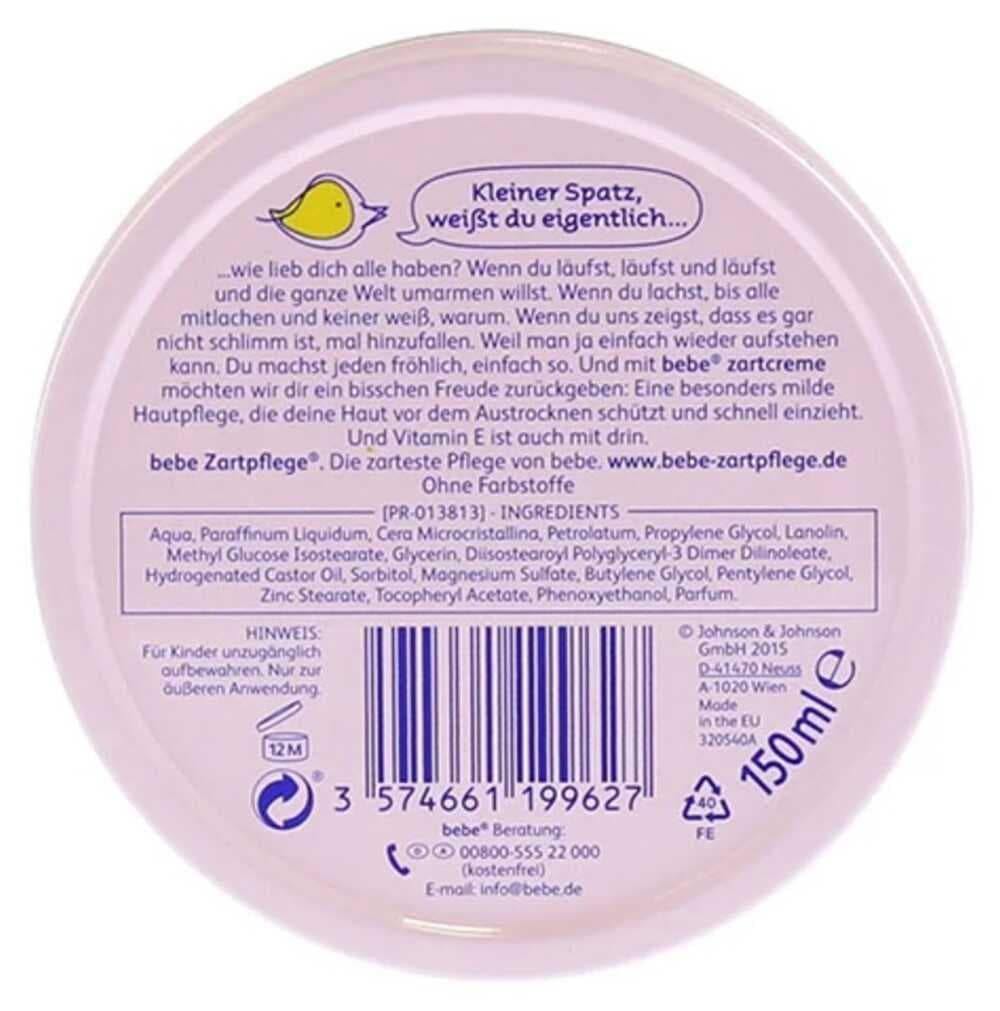 Kleiner Spatz,
weißt du eigentlich...
...wie lieb dich alle haben? Wenn du läufst, läufst und läufst
und die ganze Welt umarmen willst. Wenn du lachst, bis alle
mitlachen und keiner weiß, warum. Wenn du uns zeigst, dass es gar
nicht schlimm ist, mal hinzufallen. Weil man ja einfach wieder aufstehen
kann. Du machst jeden fröhlich, einfach so. Und mit bebe® zartcreme
möchten wir dir ein bisschen Freude zurückgeben: Eine besonders milde
Hautpflege, die deine Haut vor dem Austrocknen schützt und schnell einzieht.
Und Vitamin E ist auch mit drin.
bebe Zartpflege®. Die zarteste Pflege von bebe. www.bebe-zartpflege.de
Ohne Farbstoffe
[PR-013813] - INGREDIENTS
Aqua, Paraffinum Liquidum, Cera Microcristallina, Petrolatum, Propylene Glycol, Lanolin,
Methyl Glucose Isostearate, Glycerin, Diisostearoyl Polyglyceryl-3 Dimer Dilinoleate,
Hydrogenated Castor Oil, Sorbitol, Magnesium Sulfate, Butylene Glycol, Pentylene Glycol,
Zinc Stearate, Tocopheryl Acetate, Phenoxyethanol, Parfum.
HINWEIS:
Für Kinder unzugänglich
aufbewahren. Nur zur
äußeren Anwendung.
12 M
®
3 574661 199627
© Johnson & Johnson
GmbH 2015
D-41470 Neuss
A-1020 Wien
Made
in the EU
320540A
150 ml ℮
40
FE
bebe® Beratung:
D A 00800-555 22 000
(kostenfrei)
E-mail: info@bebe.de